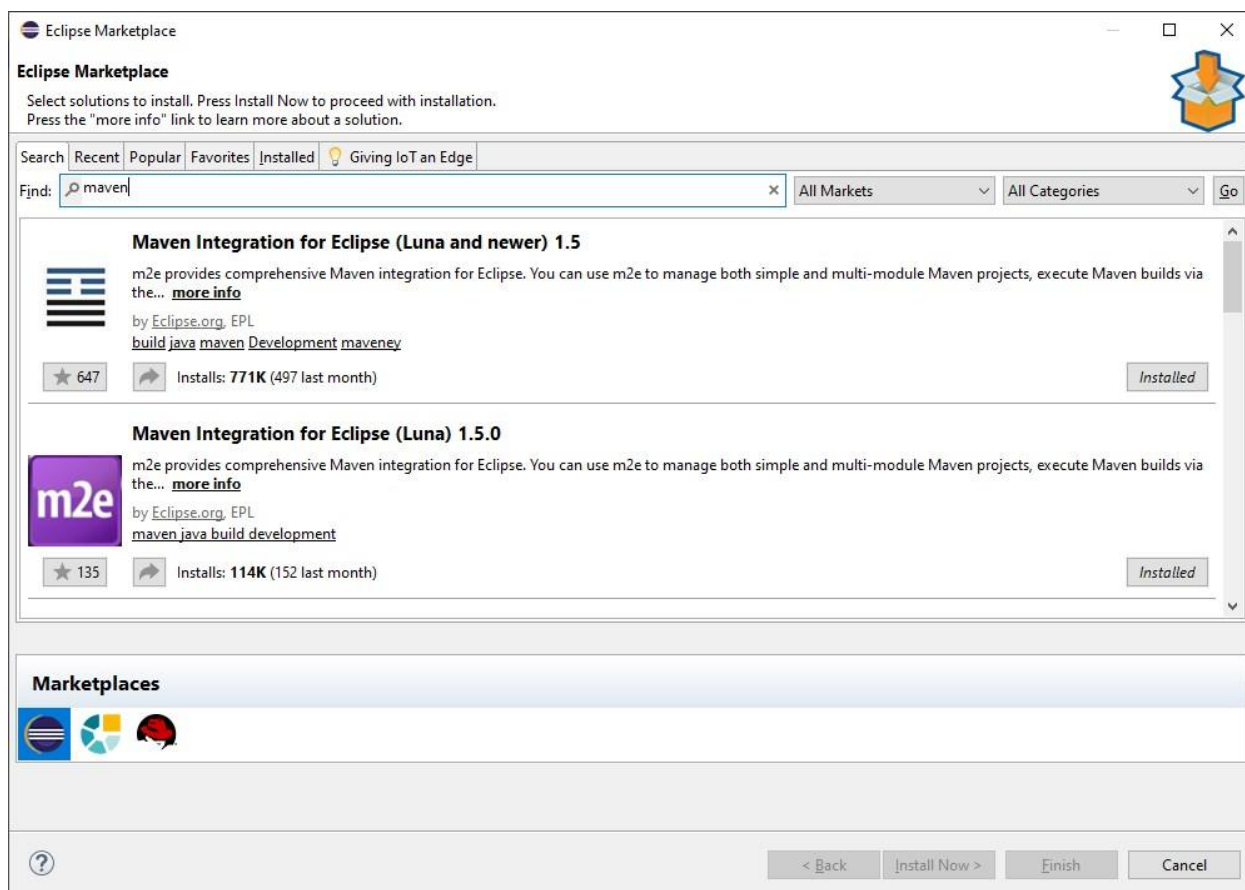 Eclipse Marketplace
Eclipse Marketplace
Select solutions to install. Press Install Now to proceed with installation.
Press the "more info" link to learn more about a solution.
Search Recent Popular Favorites Installed Giving IoT an Edge
Find: maven All Markets All Categories Go
Maven Integration for Eclipse (Luna and newer) 1.5
m2e provides comprehensive Maven integration for Eclipse. You can use m2e to manage both simple and multi-module Maven projects, execute Maven builds via
the... more info
by Eclipse.org, EPL
build java maven Development maveney
647 Installs: 771K (497 last month) Installed
Maven Integration for Eclipse (Luna) 1.5.0
m2e
m2e provides comprehensive Maven integration for Eclipse. You can use m2e to manage both simple and multi-module Maven projects, execute Maven builds via
the... more info
by Eclipse.org, EPL
maven java build development
135 Installs: 114K (152 last month) Installed
Marketplaces
? < Back Install Now > Finish Cancel